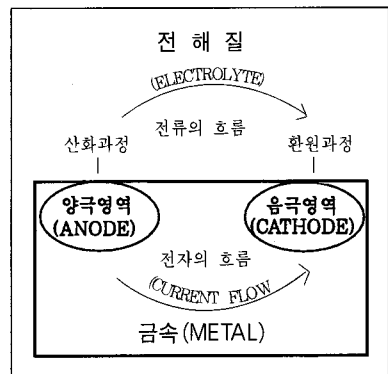 전 해 질
(ELECTROLYTE)
전류의 흐름
산화과정
환원과정
양극영역
(ANODE)
음극영역
(CATHODE)
전자의 흐름
(CURRENT FLOW
금속(METAL)